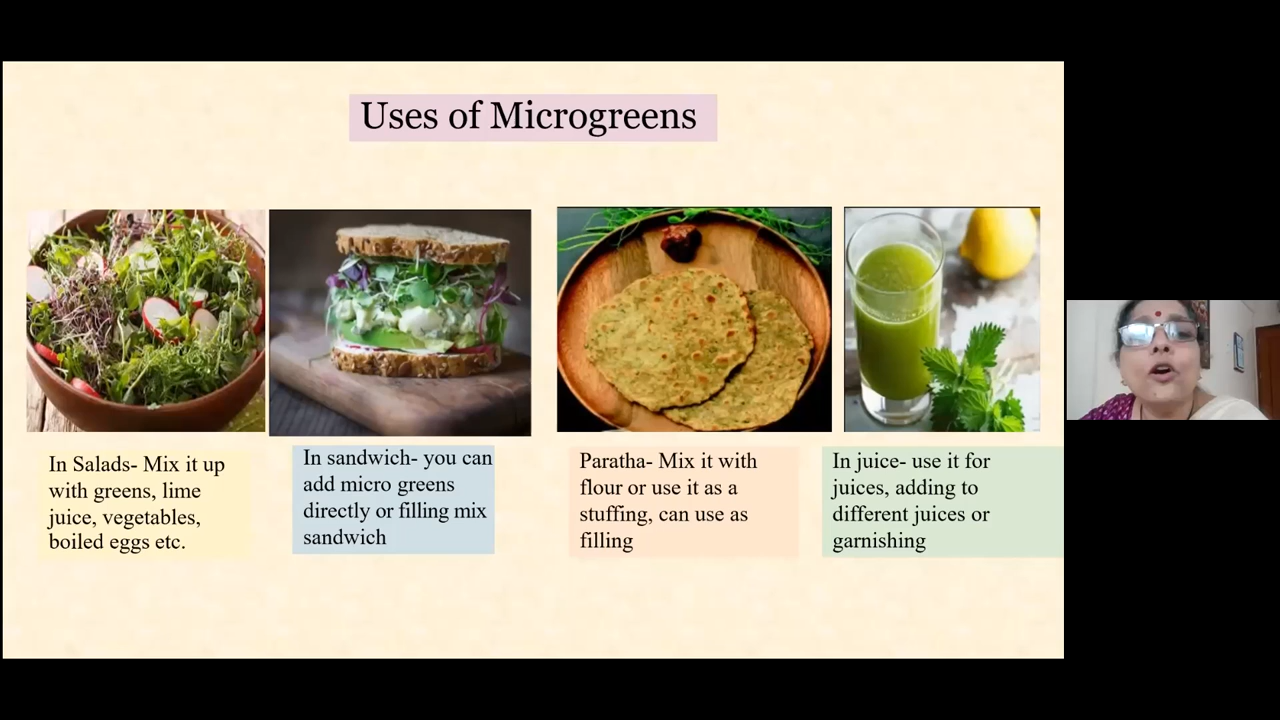 Uses of Microgreens
In Salads- Mix it up
with greens, lime
juice, vegetables,
boiled eggs etc.
In sandwich- you can
add micro greens
directly or filling mix
sandwich
Paratha- Mix it with
flour or use it as a
stuffing, can use as
filling
In juice- use it for
juices, adding to
different juices or
garnishing